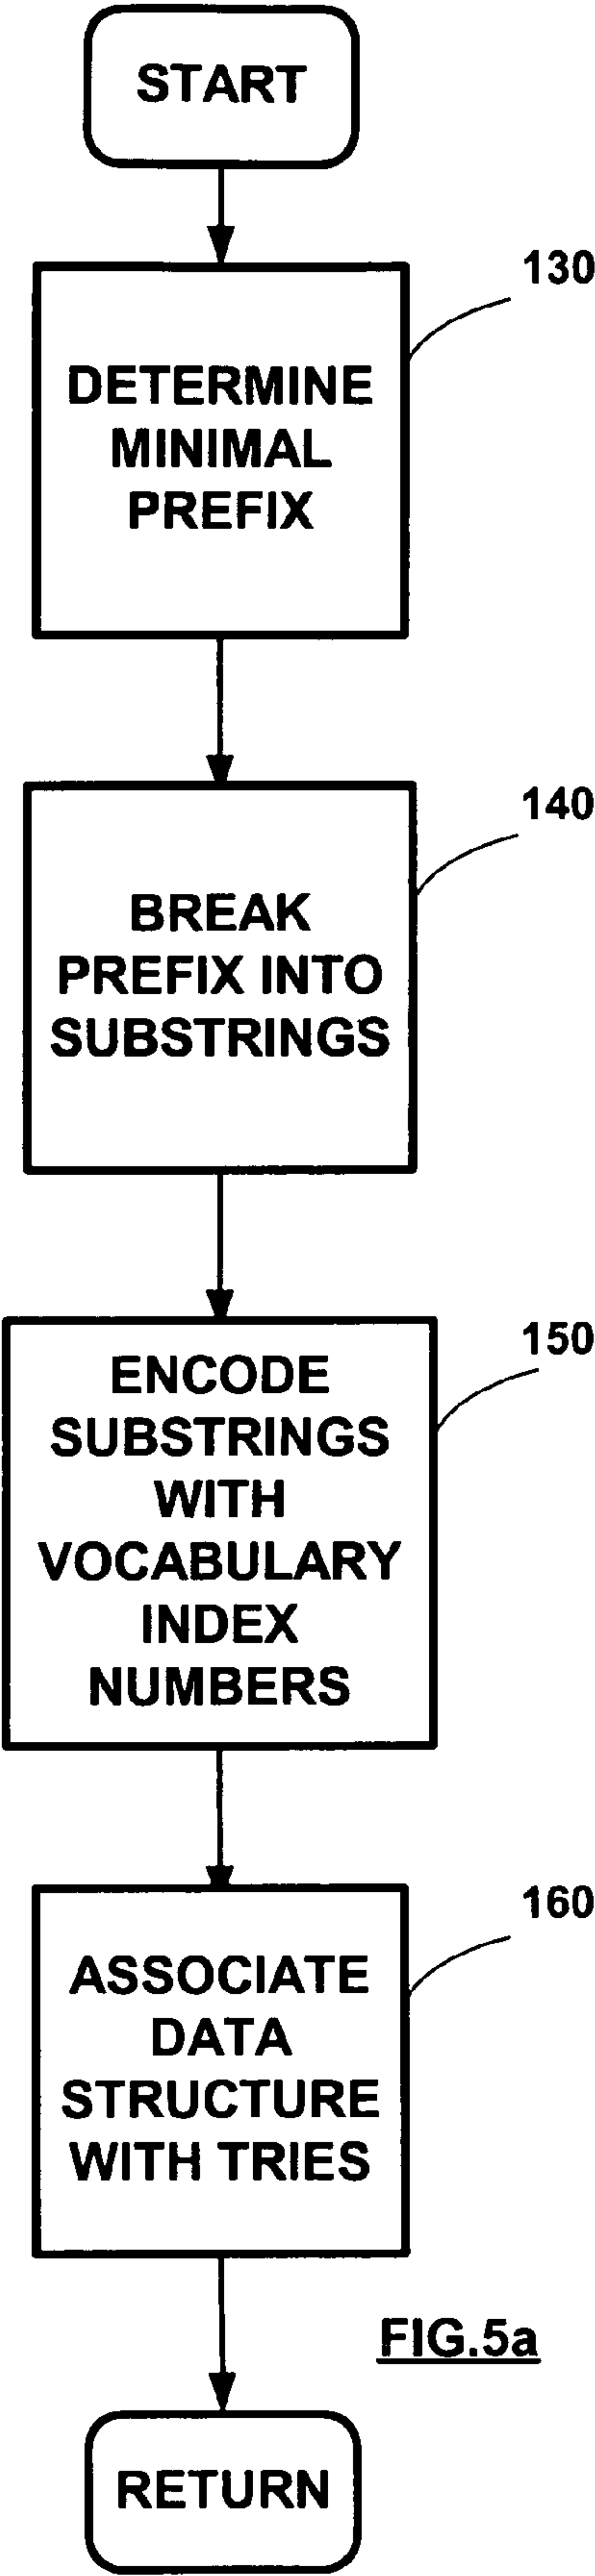 START
130
DETERMINE
MINIMAL
PREFIX
140
BREAK
PREFIX INTO
SUBSTRINGS
150
ENCODE
SUBSTRINGS
WITH
VOCABULARY
INDEX
NUMBERS
160
ASSOCIATE
DATA
STRUCTURE
WITH TRIES
FIG.5a
RETURN